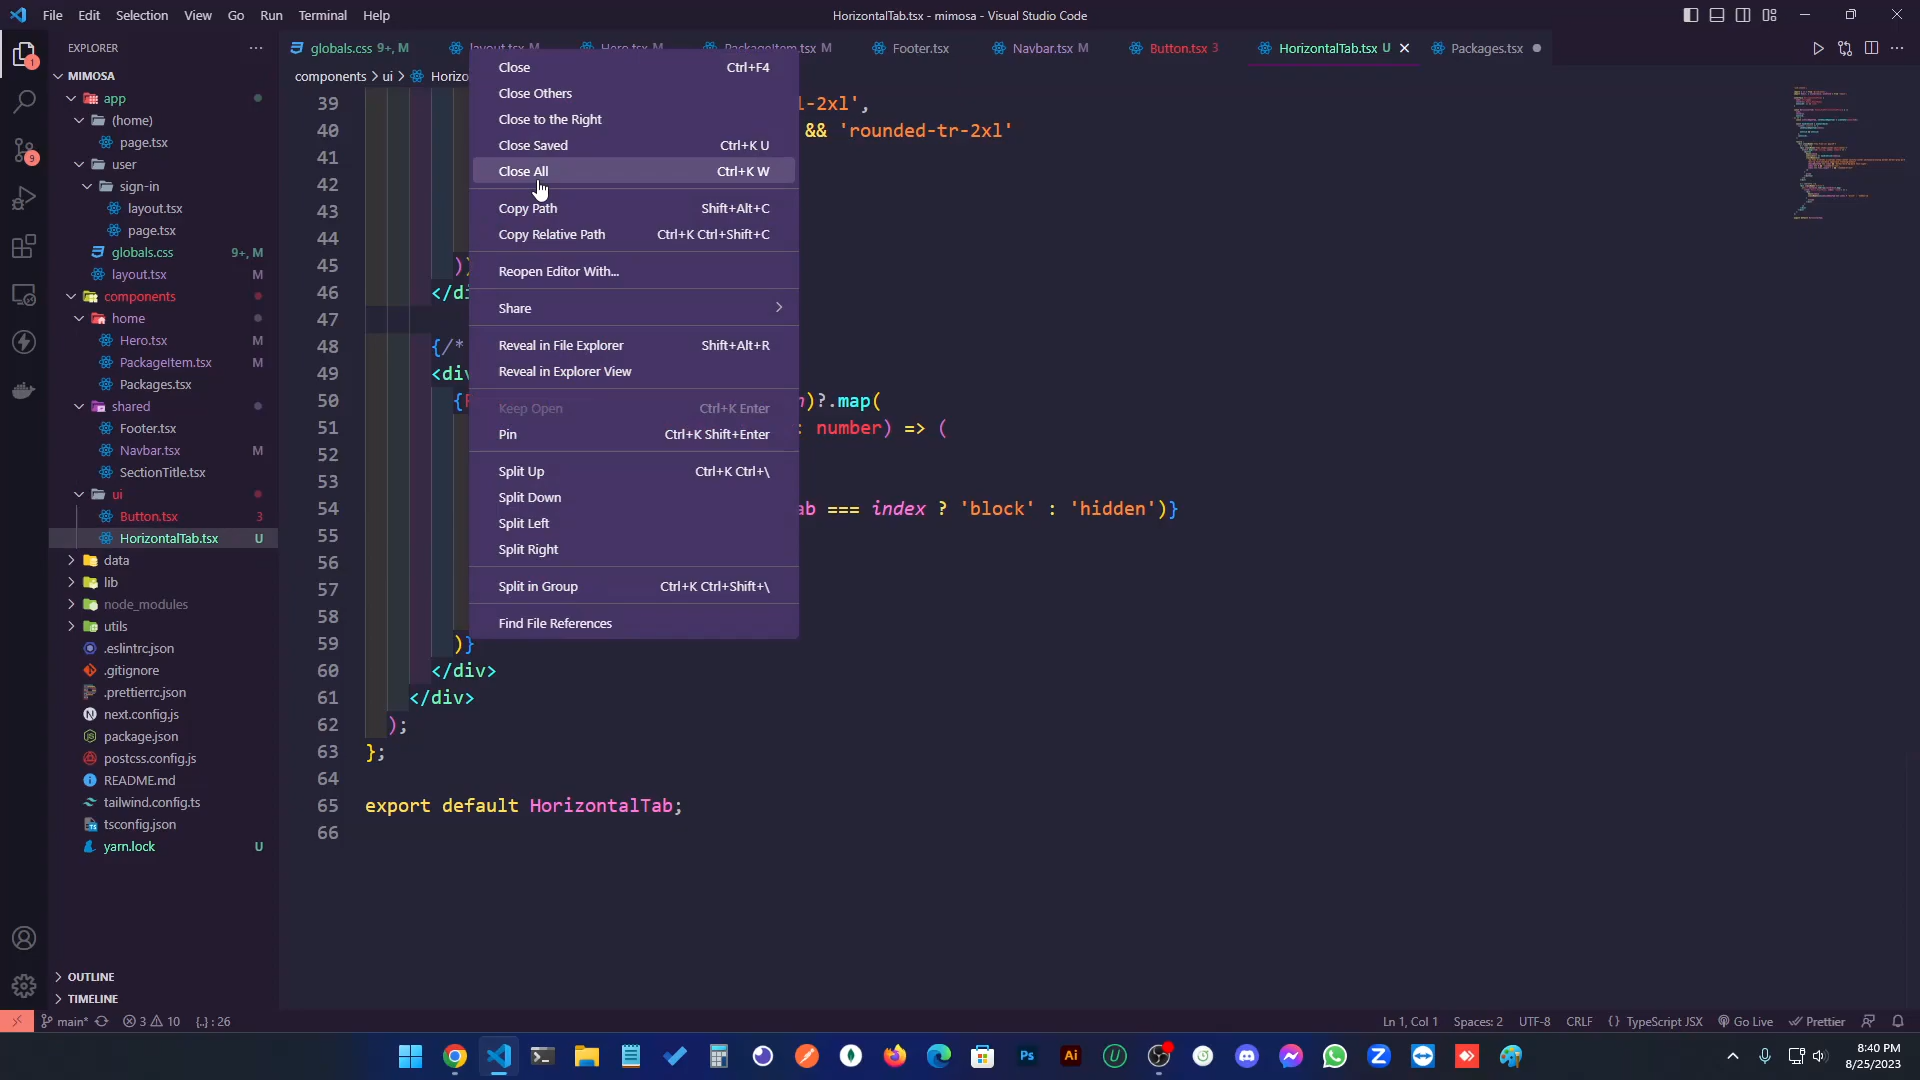 File Edit Selection View Go Run Terminal Help
HorizontalTab.tsx - mimosa - Visual Studio Code
EXPLORER
globals.css 9+, M
layout.tsx M
Hero.tsx M
PackageItem.tsx M
Footer.tsx
Navbar.tsx M
Button.tsx 3
HorizontalTab.tsx U
Packages.tsx
components > ui > Horizo
MIMOSA
app
(home)
page.tsx
user
sign-in
layout.tsx
page.tsx
globals.css 9+, M
layout.tsx M
components
home
Hero.tsx M
PackageItem.tsx M
Packages.tsx
shared
Footer.tsx
Navbar.tsx M
SectionTitle.tsx
ui
Button.tsx 3
HorizontalTab.tsx U
data
lib
node_modules
utils
.eslintrc.json
.gitignore
.prettierrc.json
next.config.js
package.json
postcss.config.js
README.md
tailwind.config.ts
tsconfig.json
yarn.lock U
OUTLINE
TIMELINE
Close Ctrl+F4
Close Others
Close to the Right
Close Saved Ctrl+K U
Close All Ctrl+K W
Copy Path Shift+Alt+C
Copy Relative Path Ctrl+K Ctrl+Shift+C
Reopen Editor With...
Share
Reveal in File Explorer Shift+Alt+R
Reveal in Explorer View
Keep Open Ctrl+K Enter
Pin Ctrl+K Shift+Enter
Split Up Ctrl+K Ctrl+\
Split Down
Split Left
Split Right
Split in Group Ctrl+K Ctrl+Shift+\
Find File References
39 l-2xl',
40 && 'rounded-tr-2xl'
41
42
43
44
45 ))
46 </di
47
48 {/*
49 <div
50 )?.map(
51 : number) => (
52
53
54 ab === index ? 'block' : 'hidden')}
55
56
57
58
59 )}
60 </div>
61 </div>
62 );
63 };
64
65 export default HorizontalTab;
66
1
9
main* 3 10 {..} : 26
Ln 1, Col 1 Spaces: 2 UTF-8 CRLF {} TypeScript JSX Go Live Prettier
Ps
Ai
8:40 PM
8/25/2023